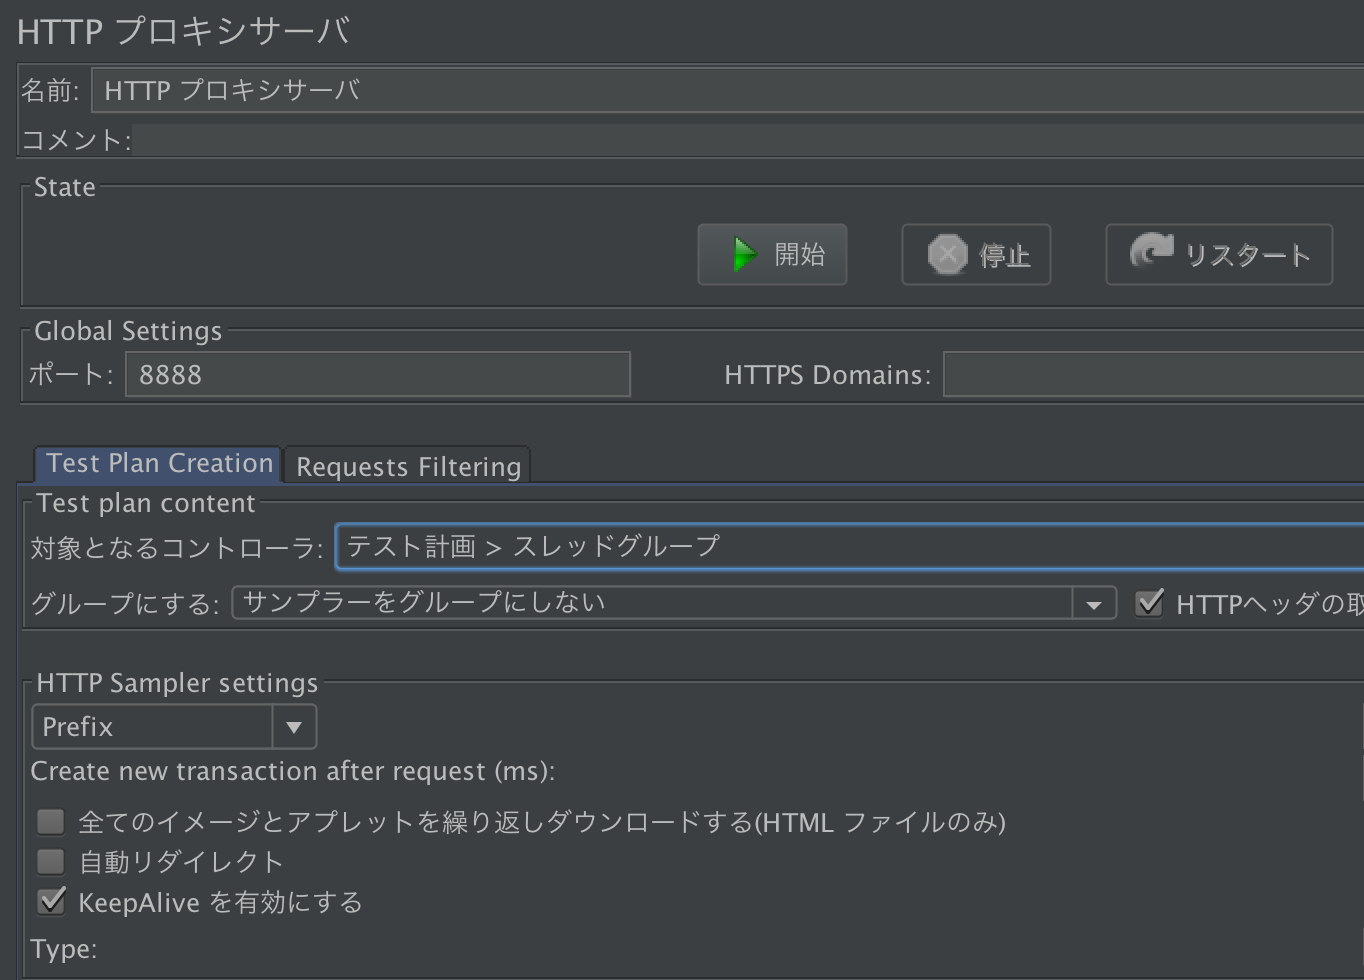 HTTP プロキシサーバ
名前: HTTP プロキシサーバ
コメント:
State
開始 停止 リスタート
Global Settings
ポート: 8888 HTTPS Domains:
Test Plan Creation Requests Filtering
Test plan content
対象となるコントローラ: テスト計画 > スレッドグループ
グループにする: サンプラーをグループにしない HTTPヘッダの取
HTTP Sampler settings
Prefix
Create new transaction after request (ms):
全てのイメージとアプレットを繰り返しダウンロードする(HTML ファイルのみ)
自動リダイレクト
KeepAlive を有効にする
Type: